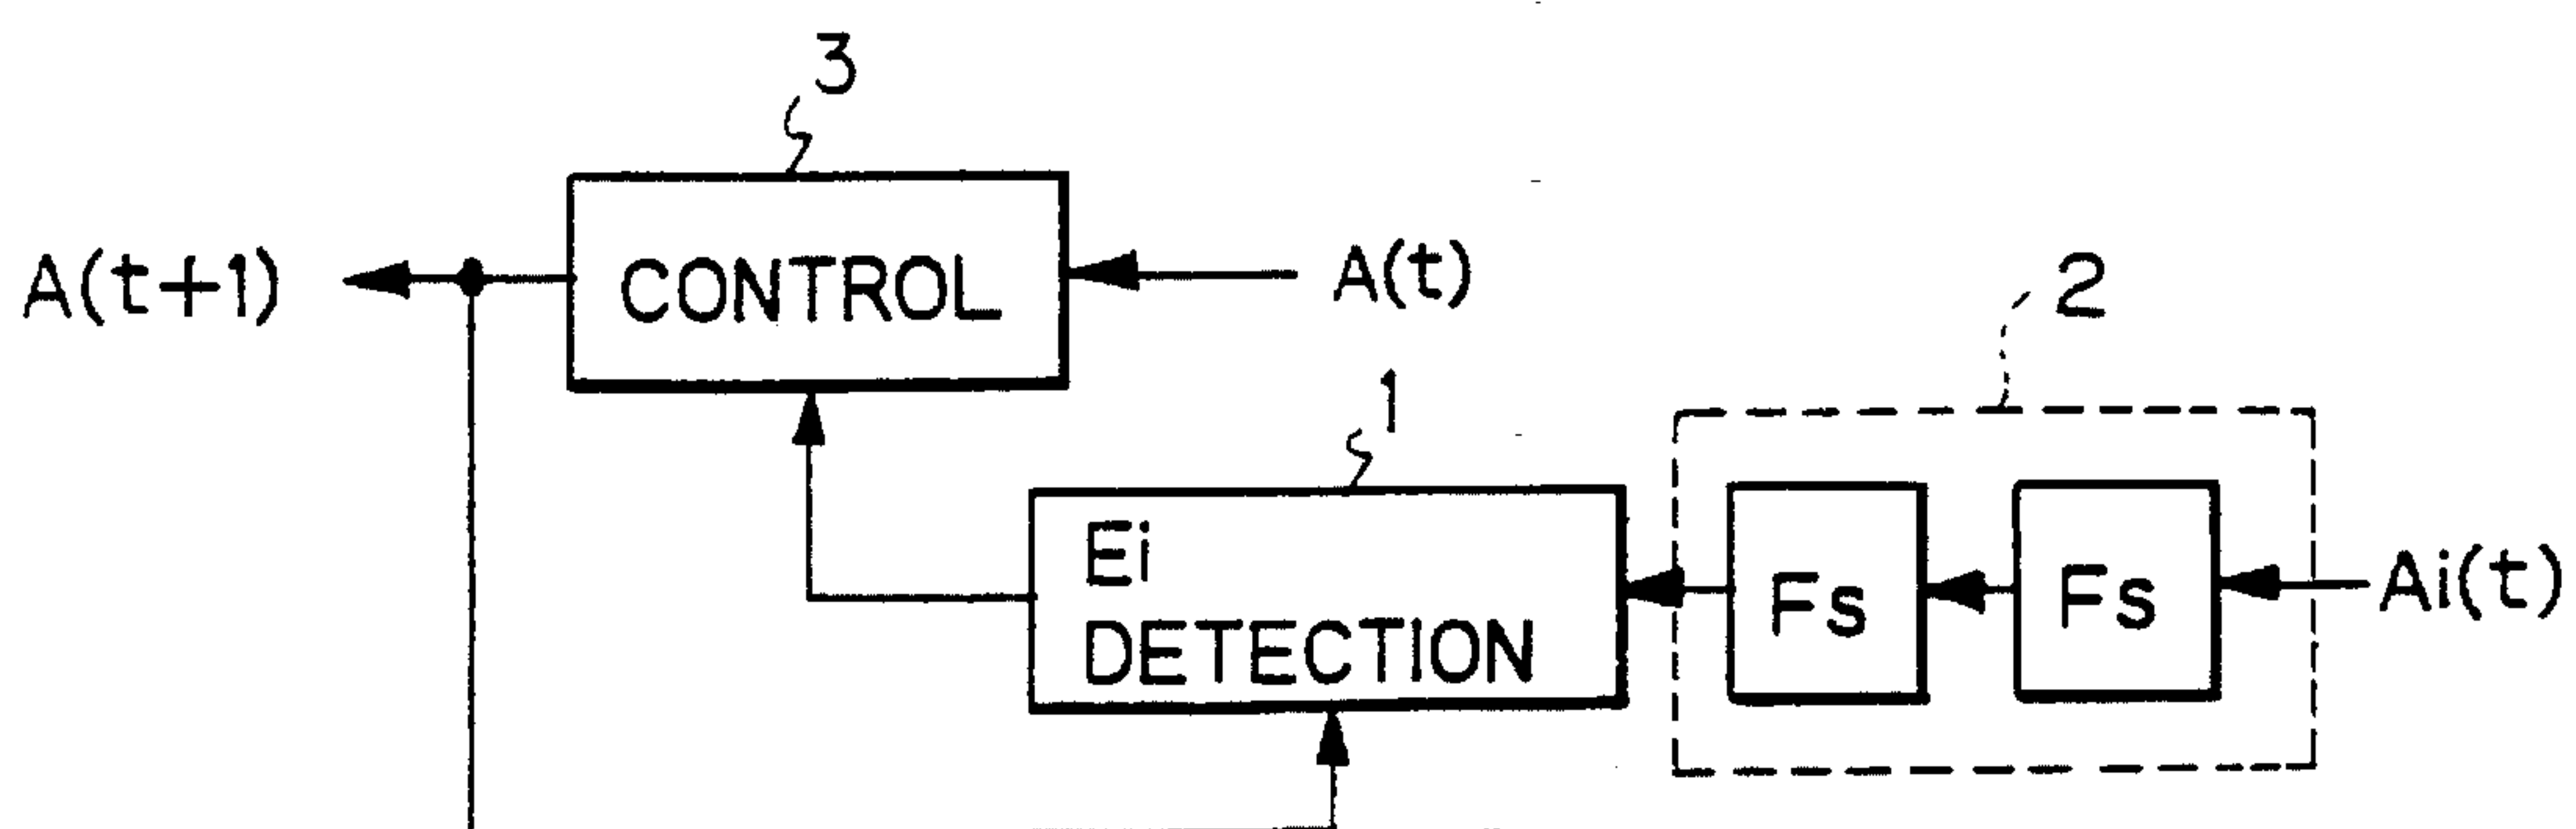 3
A(t+1)
CONTROL
A(t)
2
1
Ei
DETECTION
Fs
Fs
Ai(t)